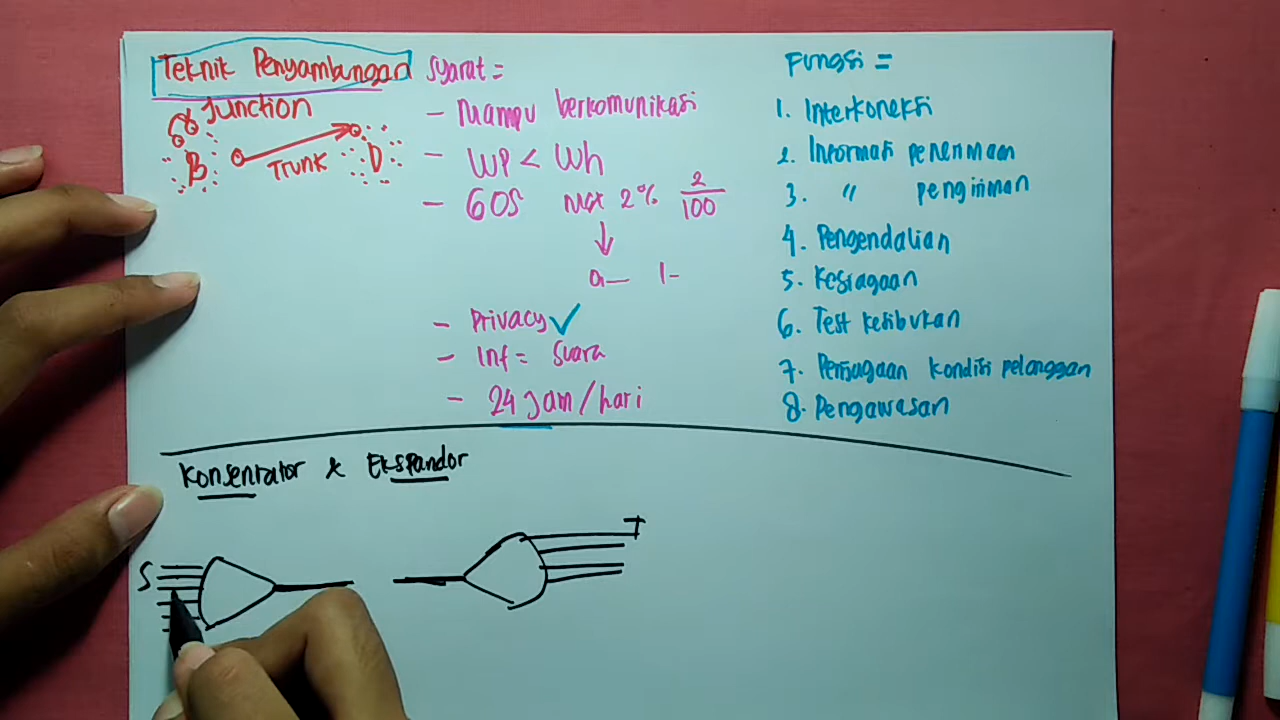 Teknik Penyambungan
Junction
B
Trunk
D
Syarat =
- Mampu berkomunikasi
- WP < Wh
- GOS Max 2% 2/100
- Privacy ✓
- Inf = Suara
- 24 jam/hari
Fungsi =
1. Interkoneksi
2. Informasi penerimaan
3. " pengiriman
4. Pengendalian
5. Kesiagaan
6. Test kesibukan
7. Penjagaan kondisi pelanggan
8. Pengawasan
Konsentrator & Ekspandor
S
T